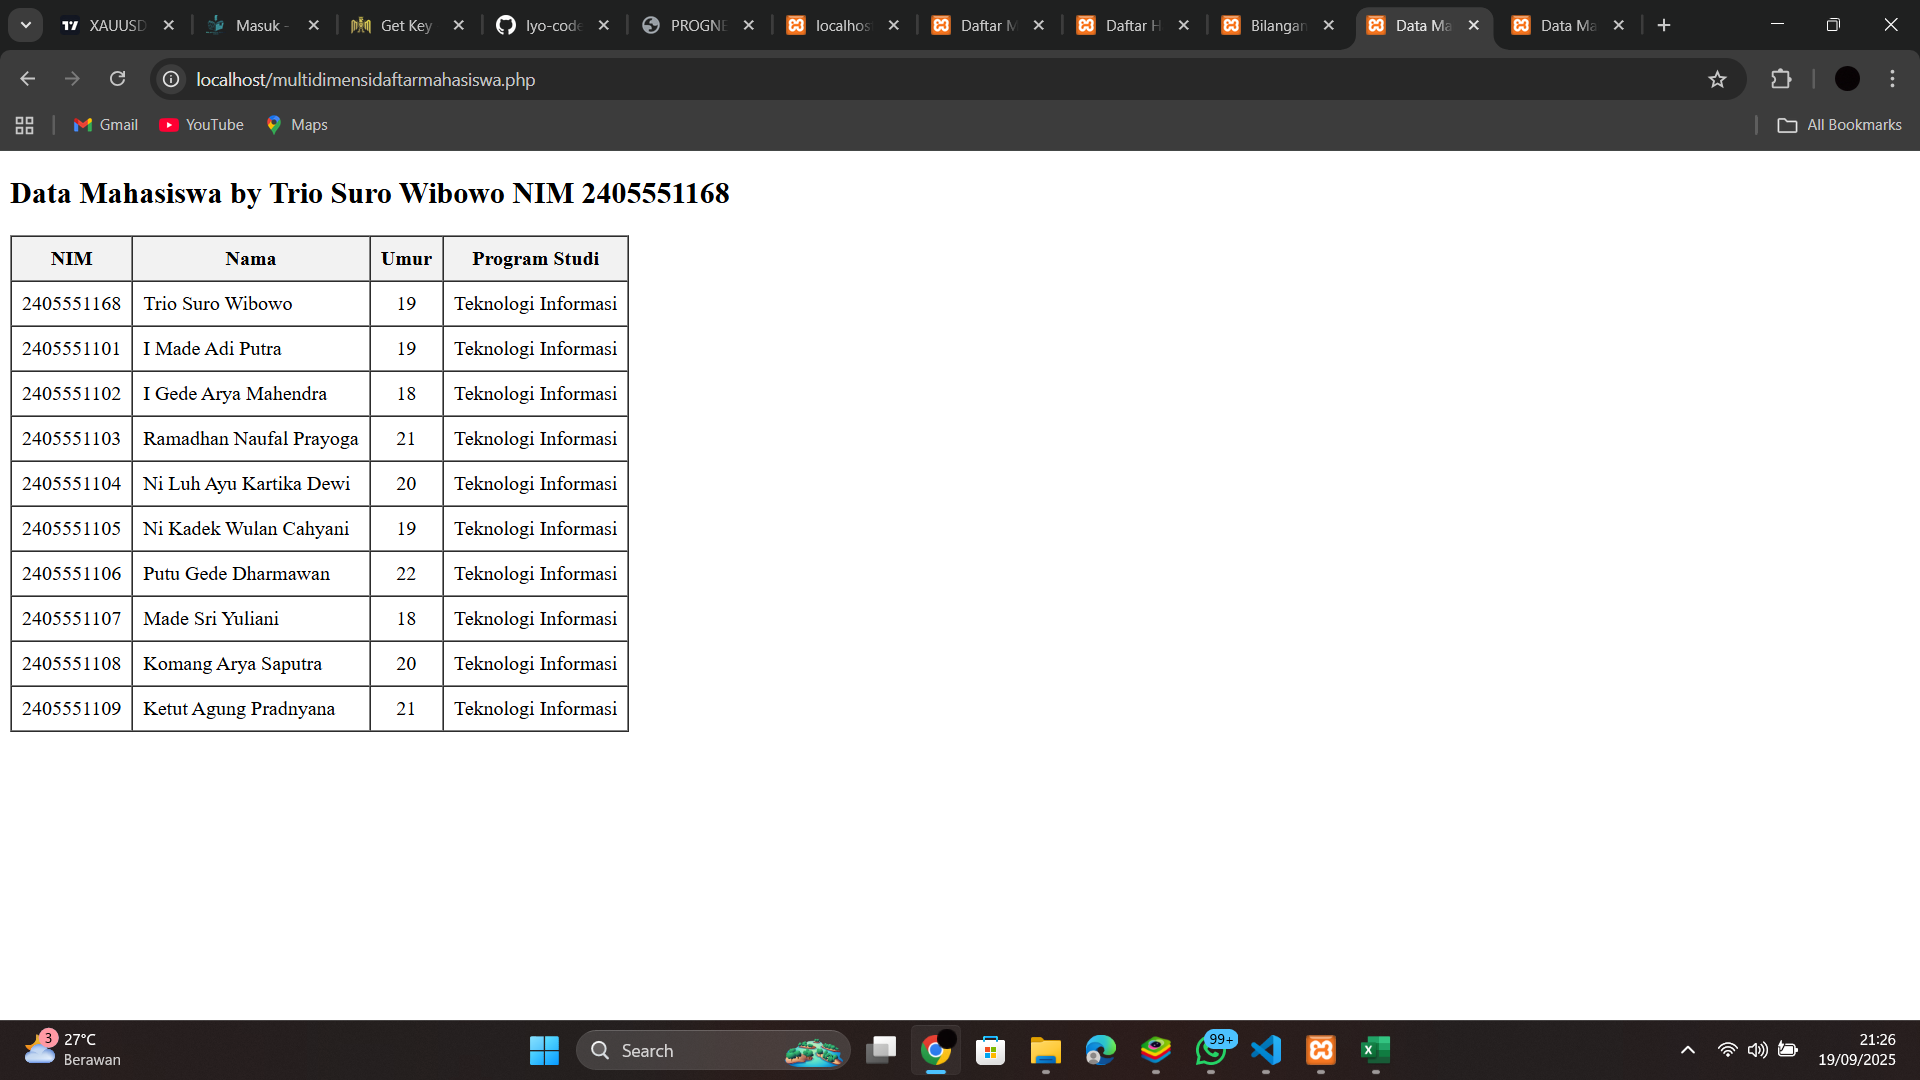 XAUUSD Masuk - Get Key lyo-code PROGNE localhos Daftar M Daftar H Bilangan Data Ma Data Ma
localhost/multidimensidaftarmahasiswa.php
Gmail YouTube Maps All Bookmarks
Data Mahasiswa by Trio Suro Wibowo NIM 2405551168
NIM Nama Umur Program Studi
2405551168 Trio Suro Wibowo 19 Teknologi Informasi
2405551101 I Made Adi Putra 19 Teknologi Informasi
2405551102 I Gede Arya Mahendra 18 Teknologi Informasi
2405551103 Ramadhan Naufal Prayoga 21 Teknologi Informasi
2405551104 Ni Luh Ayu Kartika Dewi 20 Teknologi Informasi
2405551105 Ni Kadek Wulan Cahyani 19 Teknologi Informasi
2405551106 Putu Gede Dharmawan 22 Teknologi Informasi
2405551107 Made Sri Yuliani 18 Teknologi Informasi
2405551108 Komang Arya Saputra 20 Teknologi Informasi
2405551109 Ketut Agung Pradnyana 21 Teknologi Informasi
3 27°C
Berawan
Search
99+
21:26
19/09/2025